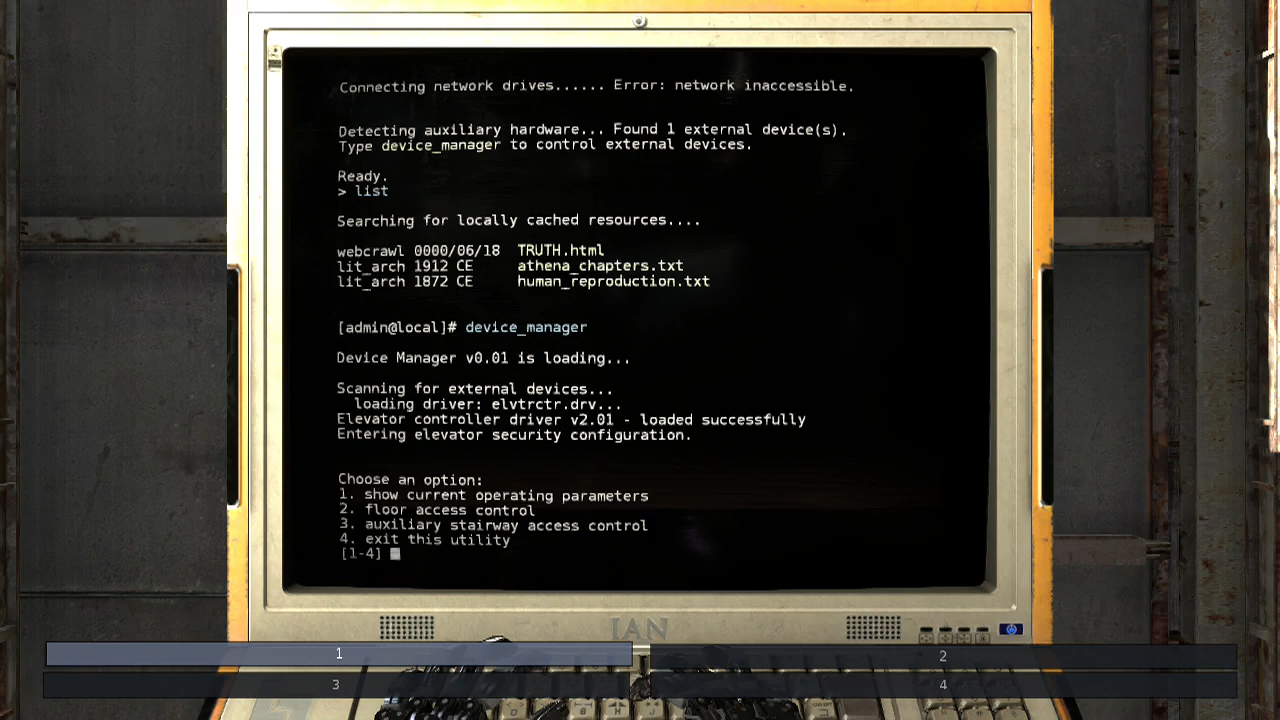 Connecting network drives...... Error: network inaccessible.
Detecting auxiliary hardware... Found 1 external device(s).
Type device_manager to control external devices.
Ready.
> list
Searching for locally cached resources....
webcrawl 0000/06/18 TRUTH.html
lit_arch 1912 CE athena_chapters.txt
lit_arch 1872 CE human_reproduction.txt
[admin@local]# device_manager
Device Manager v0.01 is loading...
Scanning for external devices...
loading driver: elvtrctr.drv...
Elevator controller driver v2.01 - loaded successfully
Entering elevator security configuration.
Choose an option:
1. show current operating parameters
2. floor access control
3. auxiliary stairway access control
4. exit this utility
[1-4]
IAN
1 2
3 4